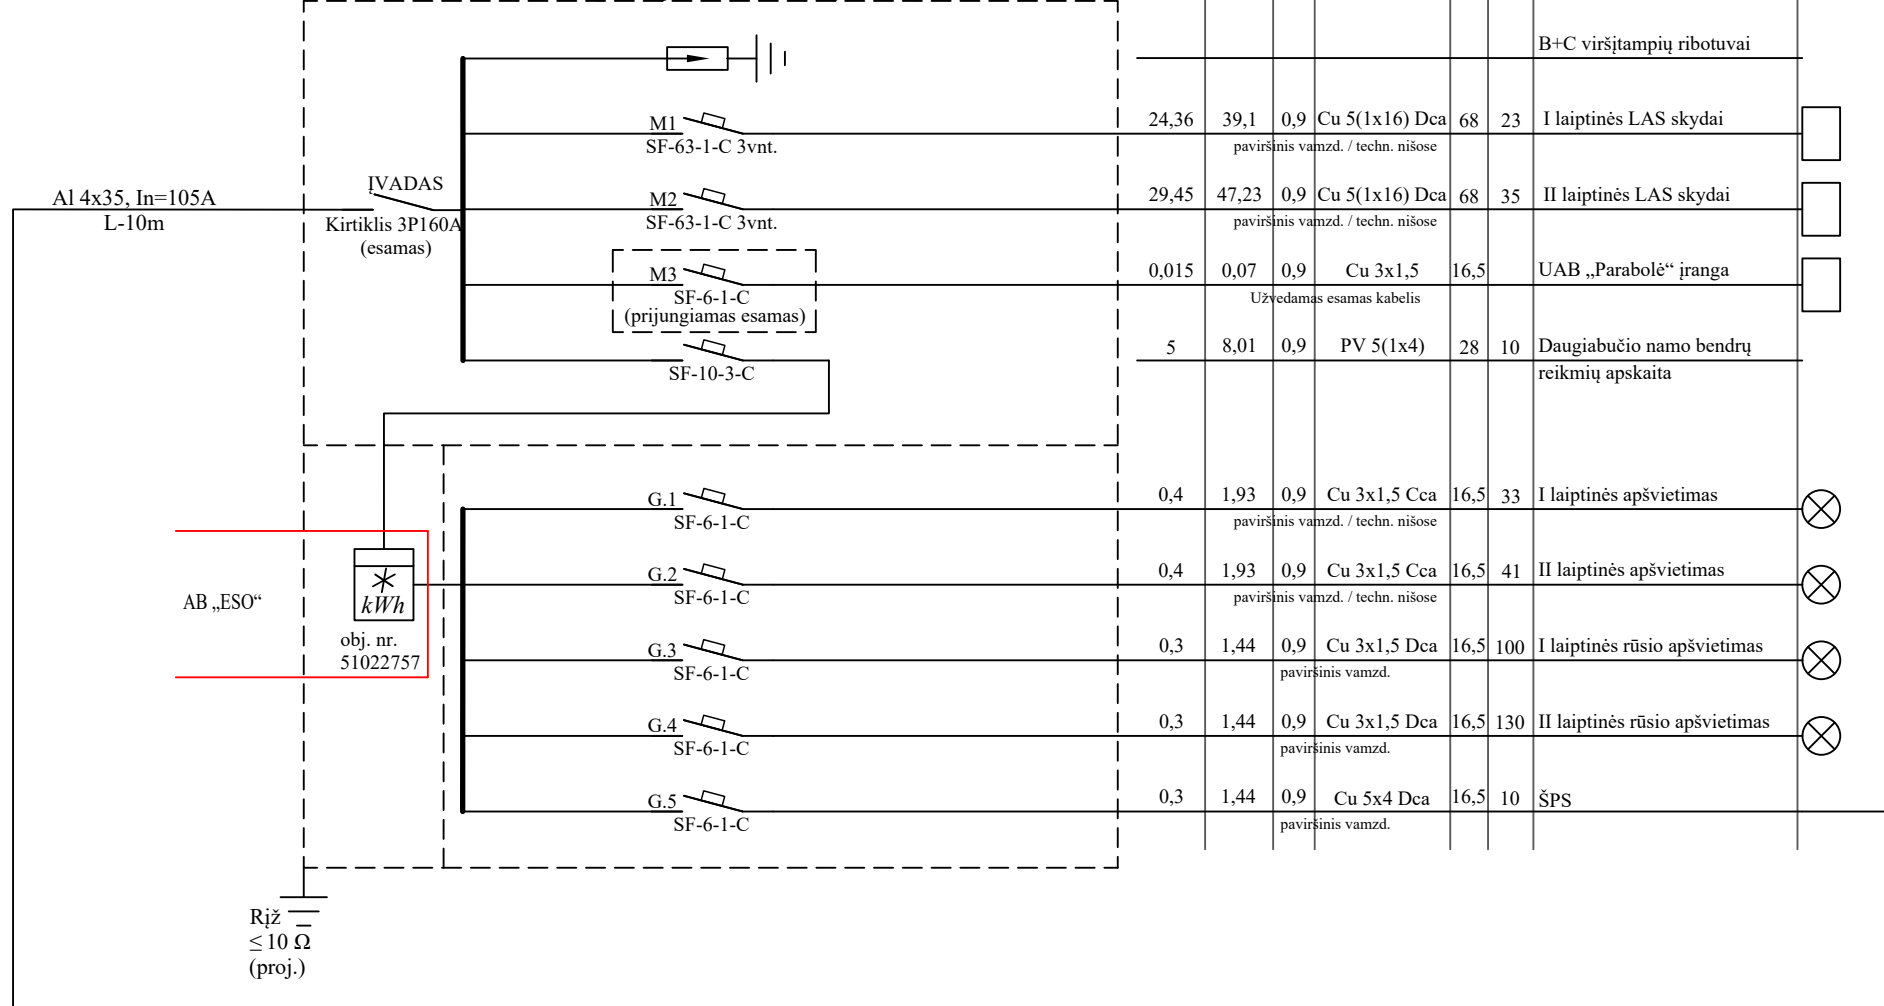 B+C viršįtampių ribotuvai
M1
SF-63-1-C 3vnt.
24,36 39,1 0,9 Cu 5(1x16) Dca 68 23 I laiptinės LAS skydai
paviršinis vamzd. / techn. nišose
Al 4x35, In=105A
L-10m
ĮVADAS
Kirtiklis 3P160A
(esamas)
M2
SF-63-1-C 3vnt.
29,45 47,23 0,9 Cu 5(1x16) Dca 68 35 II laiptinės LAS skydai
paviršinis vamzd. / techn. nišose
M3
SF-6-1-C
(prijungiamas esamas)
0,015 0,07 0,9 Cu 3x1,5 16,5 UAB „Parabolė“ įranga
Užvedamas esamas kabelis
SF-10-3-C
5 8,01 0,9 PV 5(1x4) 28 10 Daugiabučio namo bendrų
reikmių apskaita
G.1
SF-6-1-C
0,4 1,93 0,9 Cu 3x1,5 Cca 16,5 33 I laiptinės apšvietimas
paviršinis vamzd. / techn. nišose
AB „ESO“
kWh
obj. nr.
51022757
G.2
SF-6-1-C
0,4 1,93 0,9 Cu 3x1,5 Cca 16,5 41 II laiptinės apšvietimas
paviršinis vamzd. / techn. nišose
G.3
SF-6-1-C
0,3 1,44 0,9 Cu 3x1,5 Dca 16,5 100 I laiptinės rūsio apšvietimas
paviršinis vamzd.
G.4
SF-6-1-C
0,3 1,44 0,9 Cu 3x1,5 Dca 16,5 130 II laiptinės rūsio apšvietimas
paviršinis vamzd.
G.5
SF-6-1-C
0,3 1,44 0,9 Cu 5x4 Dca 16,5 10 ŠPS
paviršinis vamzd.
Rįž
≤ 10 Ω
(proj.)